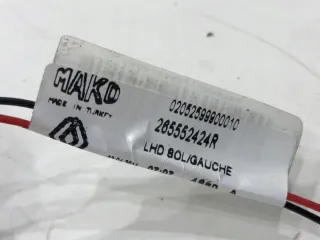 MAKO
MADE IN TURKEY
02052599900010
265552424R
LHD SOL/GAUCHE